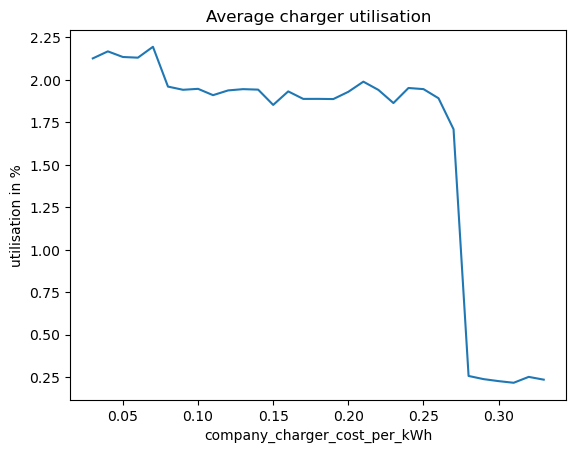 Average charger utilisation
utilisation in %
2.25
2.00
1.75
1.50
1.25
1.00
0.75
0.50
0.25
0.05 0.10 0.15 0.20 0.25 0.30
company_charger_cost_per_kWh